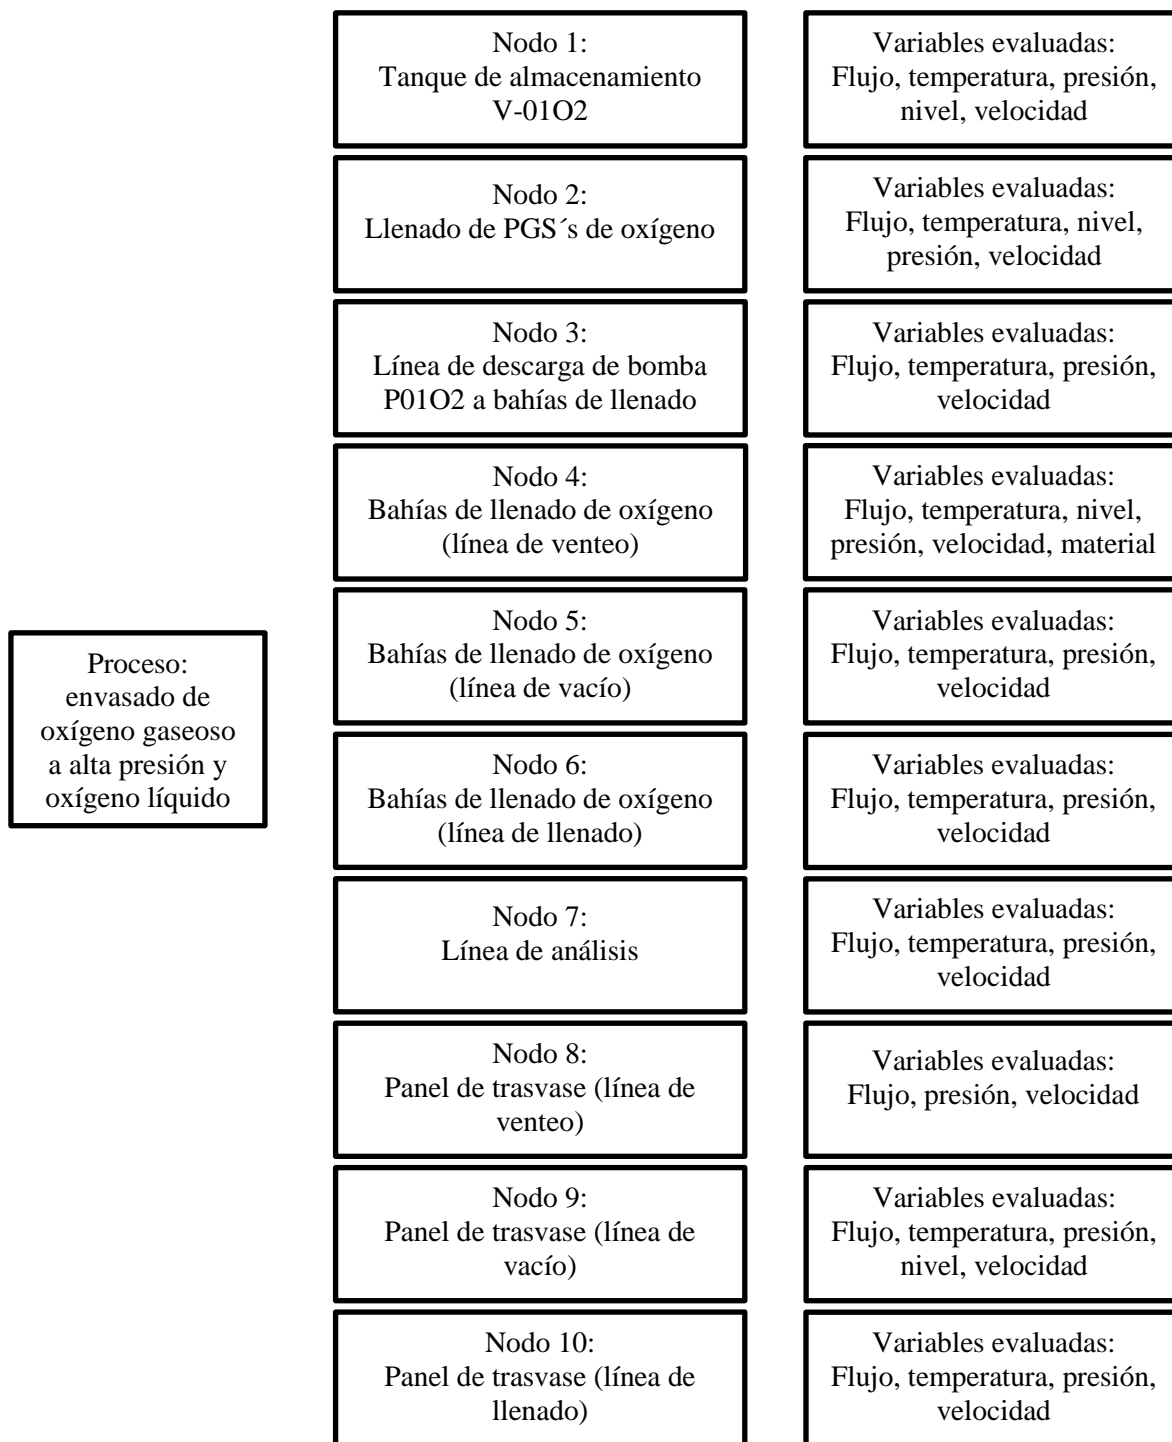 Proceso:
envasado de
oxígeno gaseoso
a alta presión y
oxígeno líquido
Nodo 1:
Tanque de almacenamiento
V-01O2
Variables evaluadas:
Flujo, temperatura, presión,
nivel, velocidad
Nodo 2:
Llenado de PGS´s de oxígeno
Variables evaluadas:
Flujo, temperatura, nivel,
presión, velocidad
Nodo 3:
Línea de descarga de bomba
P01O2 a bahías de llenado
Variables evaluadas:
Flujo, temperatura, presión,
velocidad
Nodo 4:
Bahías de llenado de oxígeno
(línea de venteo)
Variables evaluadas:
Flujo, temperatura, nivel,
presión, velocidad, material
Nodo 5:
Bahías de llenado de oxígeno
(línea de vacío)
Variables evaluadas:
Flujo, temperatura, presión,
velocidad
Nodo 6:
Bahías de llenado de oxígeno
(línea de llenado)
Variables evaluadas:
Flujo, temperatura, presión,
velocidad
Nodo 7:
Línea de análisis
Variables evaluadas:
Flujo, temperatura, presión,
velocidad
Nodo 8:
Panel de trasvase (línea de
venteo)
Variables evaluadas:
Flujo, presión, velocidad
Nodo 9:
Panel de trasvase (línea de
vacío)
Variables evaluadas:
Flujo, temperatura, presión,
nivel, velocidad
Nodo 10:
Panel de trasvase (línea de
llenado)
Variables evaluadas:
Flujo, temperatura, presión,
velocidad